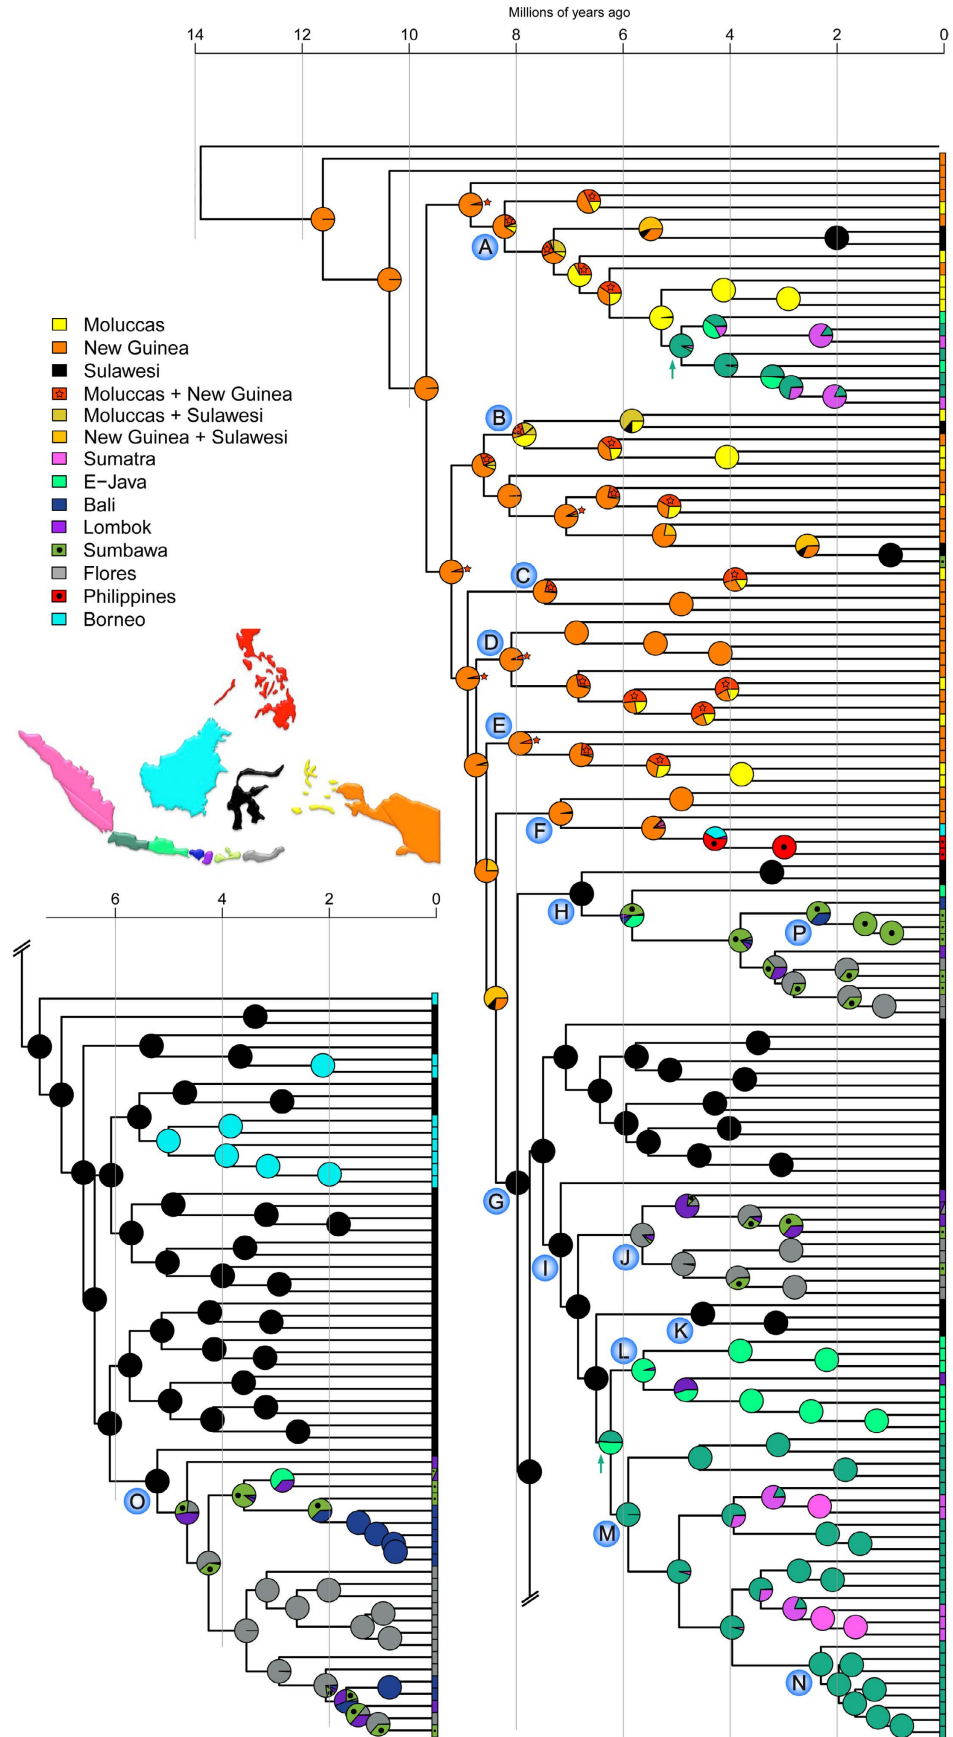 Millions of years ago
14 12 10 8 6 4 2 0
A
Moluccas
New Guinea
Sulawesi
Moluccas + New Guinea
Moluccas + Sulawesi
New Guinea + Sulawesi
Sumatra
E−Java
Bali
Lombok
Sumbawa
Flores
Philippines
Borneo
B
C
D
E
F
H
P
6 4 2 0
G
I
J
K
L
O
M
N